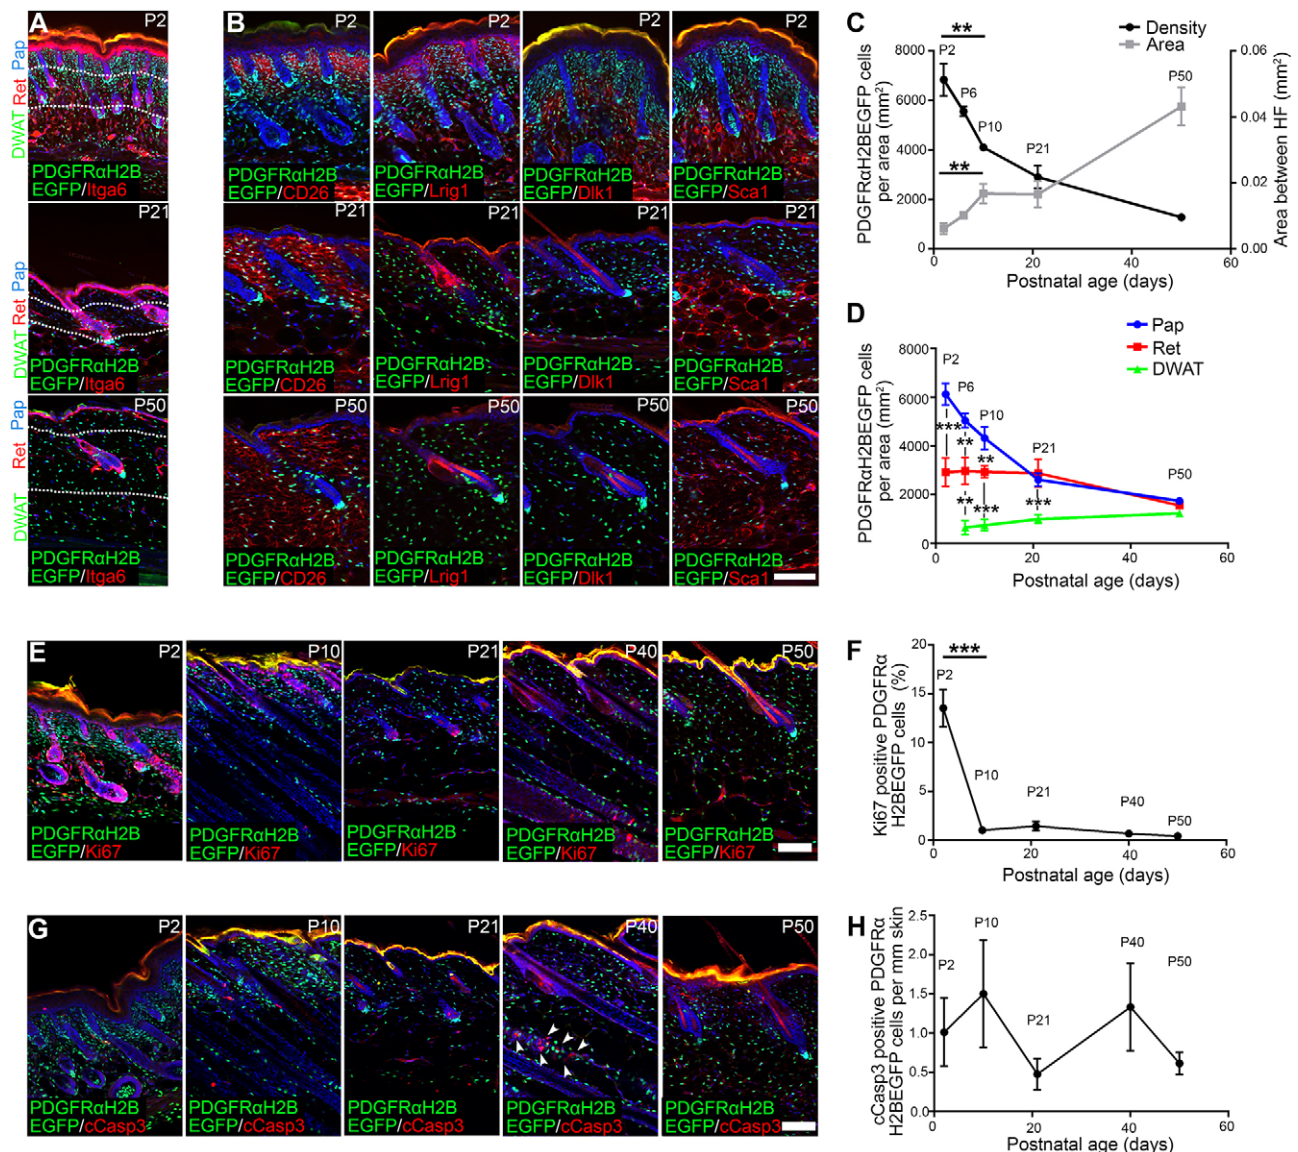 A
P2
DWAT Ret Pap
PDGFRαH2B
EGFP/Itga6
P21
DWAT Ret Pap
PDGFRαH2B
EGFP/Itga6
P50
DWAT Ret Pap
PDGFRαH2B
EGFP/Itga6
B
P2
PDGFRαH2B
EGFP/CD26
P2
PDGFRαH2B
EGFP/Lrig1
P2
PDGFRαH2B
EGFP/Dlk1
P2
PDGFRαH2B
EGFP/Sca1
P21
PDGFRαH2B
EGFP/CD26
P21
PDGFRαH2B
EGFP/Lrig1
P21
PDGFRαH2B
EGFP/Dlk1
P21
PDGFRαH2B
EGFP/Sca1
P50
PDGFRαH2B
EGFP/CD26
P50
PDGFRαH2B
EGFP/Lrig1
P50
PDGFRαH2B
EGFP/Dlk1
P50
PDGFRαH2B
EGFP/Sca1
C
Density
Area
**
**
P2
P6
P10
P21
P50
8000
6000
4000
2000
0
0.06
0.04
0.02
0.00
0 20 40 60
PDGFRαH2BEGFP cells
per area (mm²)
Area between HF (mm²)
Postnatal age (days)
D
Pap
Ret
DWAT
P2
P6
P10
P21
P50
***
**
**
**
***
***
8000
6000
4000
2000
0
0 20 40 60
PDGFRαH2BEGFP cells
per area (mm²)
Postnatal age (days)
E
P2
PDGFRαH2B
EGFP/Ki67
P10
PDGFRαH2B
EGFP/Ki67
P21
PDGFRαH2B
EGFP/Ki67
P40
PDGFRαH2B
EGFP/Ki67
P50
PDGFRαH2B
EGFP/Ki67
F
***
P2
P10
P21
P40
P50
20
15
10
5
0
0 20 40 60
Ki67 positive PDGFRα
H2BEGFP cells (%)
Postnatal age (days)
G
P2
PDGFRαH2B
EGFP/cCasp3
P10
PDGFRαH2B
EGFP/cCasp3
P21
PDGFRαH2B
EGFP/cCasp3
P40
PDGFRαH2B
EGFP/cCasp3
P50
PDGFRαH2B
EGFP/cCasp3
H
P2
P10
P21
P40
P50
2.5
2.0
1.5
1.0
0.5
0.0
0 20 40 60
cCasp3 positive PDGFRα
H2BEGFP cells per mm skin
Postnatal age (days)